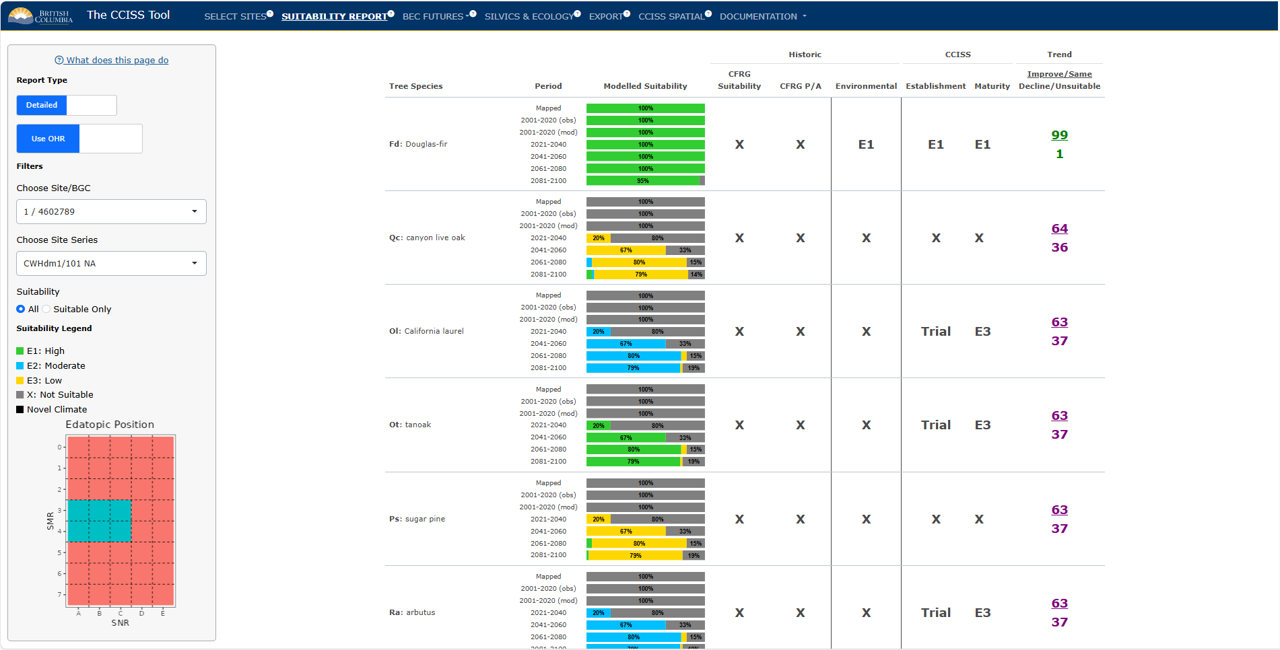 BRITISH COLUMBIA The CCISS Tool SELECT SITES? SUITABILITY REPORT? BEC FUTURES ? SILVICS & ECOLOGY? EXPORT? CCISS SPATIAL? DOCUMENTATION
? What does this page do
Report Type
Detailed
Use OHR
Filters
Choose Site/BGC
1 / 4602789
Choose Site Series
CWHdm1/101 NA
Suitability
All Suitable Only
Suitability Legend
E1: High
E2: Moderate
E3: Low
X: Not Suitable
Novel Climate
Edatopic Position
0
1
2
3
4
5
6
7
SMR
A B C D E
SNR
Historic CCISS Trend
Tree Species Period Modelled Suitability CFRG Suitability CFRG P/A Environmental Establishment Maturity Improve/Same Decline/Unsuitable
Fd: Douglas-fir X X E1 E1 E1 99 1
Mapped 100%
2001-2020 (obs) 100%
2001-2020 (mod) 100%
2021-2040 100%
2041-2060 100%
2061-2080 100%
2081-2100 95%
Qc: canyon live oak X X X X X 64 36
Mapped 100%
2001-2020 (obs) 100%
2001-2020 (mod) 100%
2021-2040 20% 80%
2041-2060 67% 33%
2061-2080 80% 15%
2081-2100 79% 14%
Ol: California laurel X X X Trial E3 63 37
Mapped 100%
2001-2020 (obs) 100%
2001-2020 (mod) 100%
2021-2040 20% 80%
2041-2060 67% 33%
2061-2080 80% 15%
2081-2100 79% 19%
Ot: tanoak X X X Trial E3 63 37
Mapped 100%
2001-2020 (obs) 100%
2001-2020 (mod) 100%
2021-2040 20% 80%
2041-2060 67% 33%
2061-2080 80% 15%
2081-2100 79% 19%
Ps: sugar pine X X X X X 63 37
Mapped 100%
2001-2020 (obs) 100%
2001-2020 (mod) 100%
2021-2040 20% 80%
2041-2060 67% 33%
2061-2080 80% 15%
2081-2100 79% 19%
Ra: arbutus X X X Trial E3 63 37
Mapped 100%
2001-2020 (obs) 100%
2001-2020 (mod) 100%
2021-2040 20% 80%
2041-2060 67% 33%
2061-2080 80% 15%